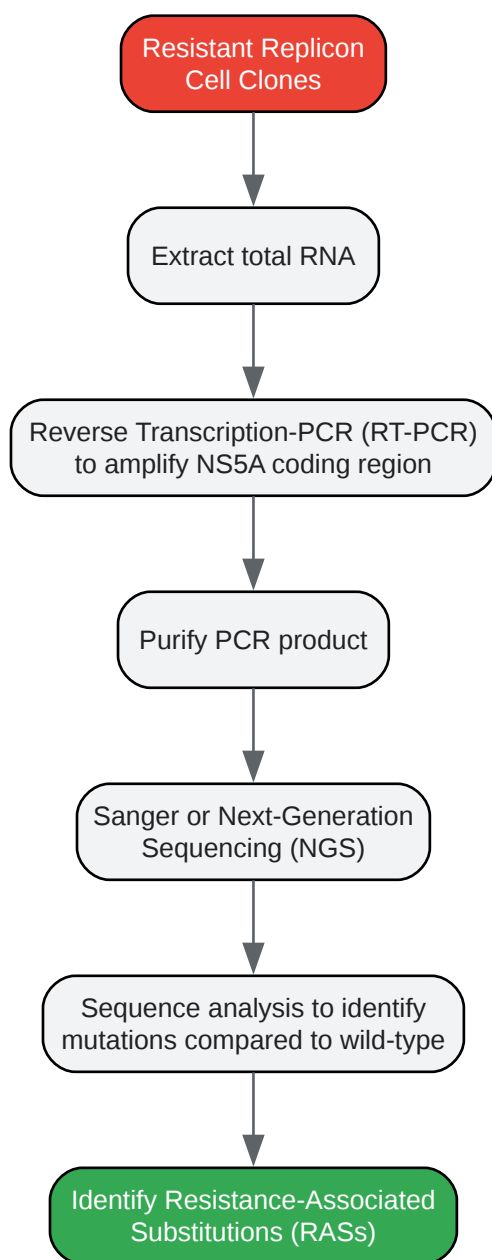 Resistant Replicon
Cell Clones
Extract total RNA
Reverse Transcription-PCR (RT-PCR)
to amplify NS5A coding region
Purify PCR product
Sanger or Next-Generation
Sequencing (NGS)
Sequence analysis to identify
mutations compared to wild-type
Identify Resistance-Associated
Substitutions (RASs)